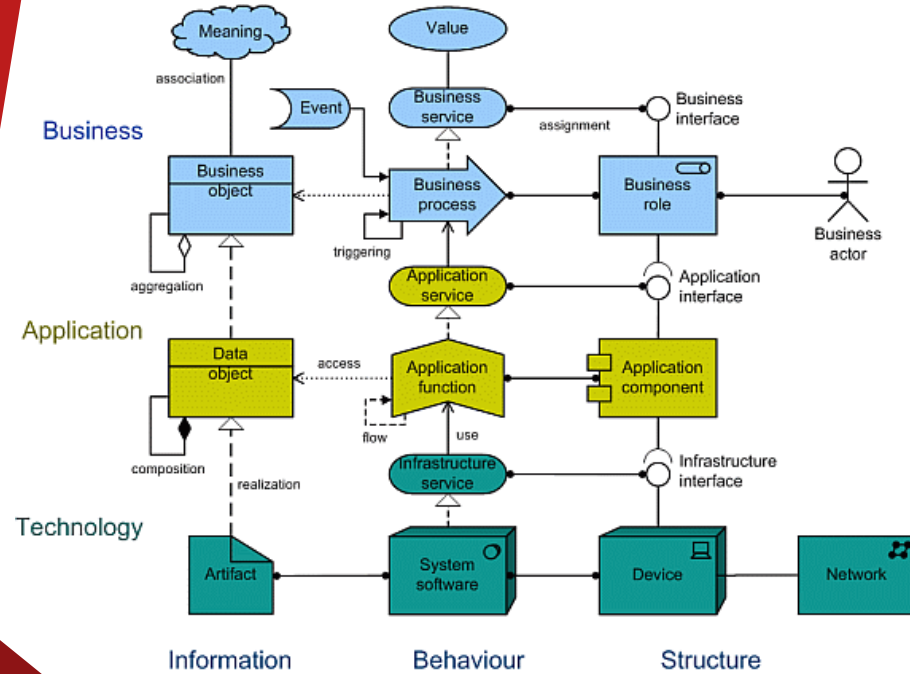 Meaning
Value
association
Event
Business
service
assignment
Business
interface
Business
Business
object
Business
process
Business
role
Business
actor
triggering
aggregation
Application
service
Application
interface
Application
Data
object
access
Application
function
Application
component
flow
use
composition
realization
Infrastructure
service
Infrastructure
interface
Technology
Artifact
System
software
Device
Network
Information
Behaviour
Structure